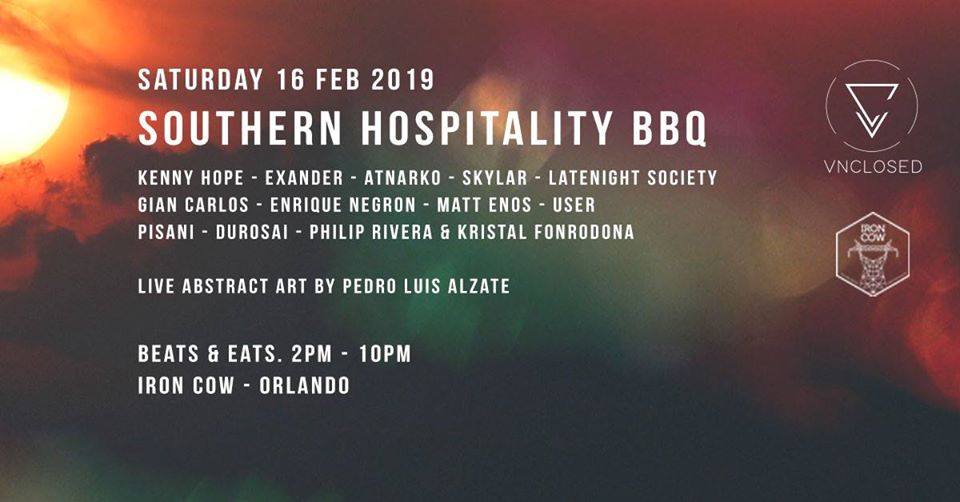 SATURDAY 16 FEB 2019
SOUTHERN HOSPITALITY BBQ
KENNY HOPE - EXANDER - ATNARKO - SKYLAR - LATENIGHT SOCIETY
GIAN CARLOS - ENRIQUE NEGRON - MATT ENOS - USER
PISANI - DUROSAI - PHILIP RIVERA & KRISTAL FONRODONA
LIVE ABSTRACT ART BY PEDRO LUIS ALZATE
BEATS & EATS. 2PM - 10PM
IRON COW - ORLANDO
VNCLOSED
IRON
COW